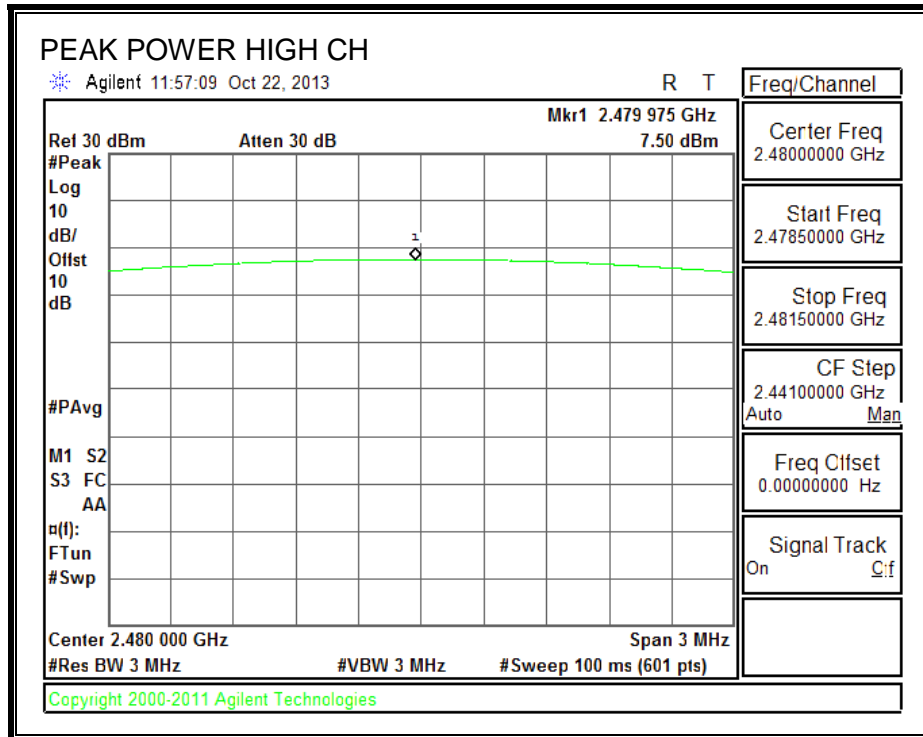 PEAK POWER HIGH CH
Agilent 11:57:09 Oct 22, 2013 R T
Freq/Channel
Mkr1 2.479 975 GHz
Ref 30 dBm Atten 30 dB 7.50 dBm
#Peak
Log
10
dB/
Offst
10
dB
1
#PAvg
M1 S2
S3 FC
AA
¤(f):
FTun
#Swp
Center 2.480 000 GHz Span 3 MHz
#Res BW 3 MHz #VBW 3 MHz #Sweep 100 ms (601 pts)
Center Freq
2.48000000 GHz
Start Freq
2.47850000 GHz
Stop Freq
2.48150000 GHz
CF Step
2.44100000 GHz
Auto Man
Freq Offset
0.00000000 Hz
Signal Track
On Off
Copyright 2000-2011 Agilent Technologies